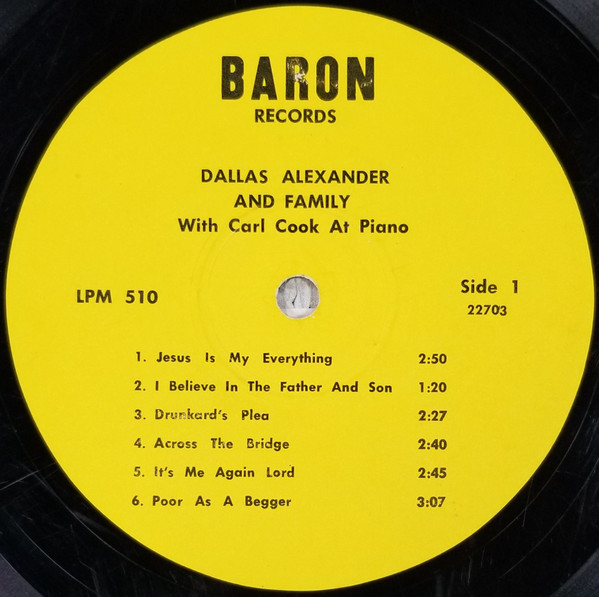 BARON
RECORDS
DALLAS ALEXANDER
AND FAMILY
With Carl Cook At Piano
LPM 510
Side 1
22703
1. Jesus Is My Everything 2:50
2. I Believe In The Father And Son 1:20
3. Drunkard's Plea 2:27
4. Across The Bridge 2:40
5. It's Me Again Lord 2:45
6. Poor As A Begger 3:07